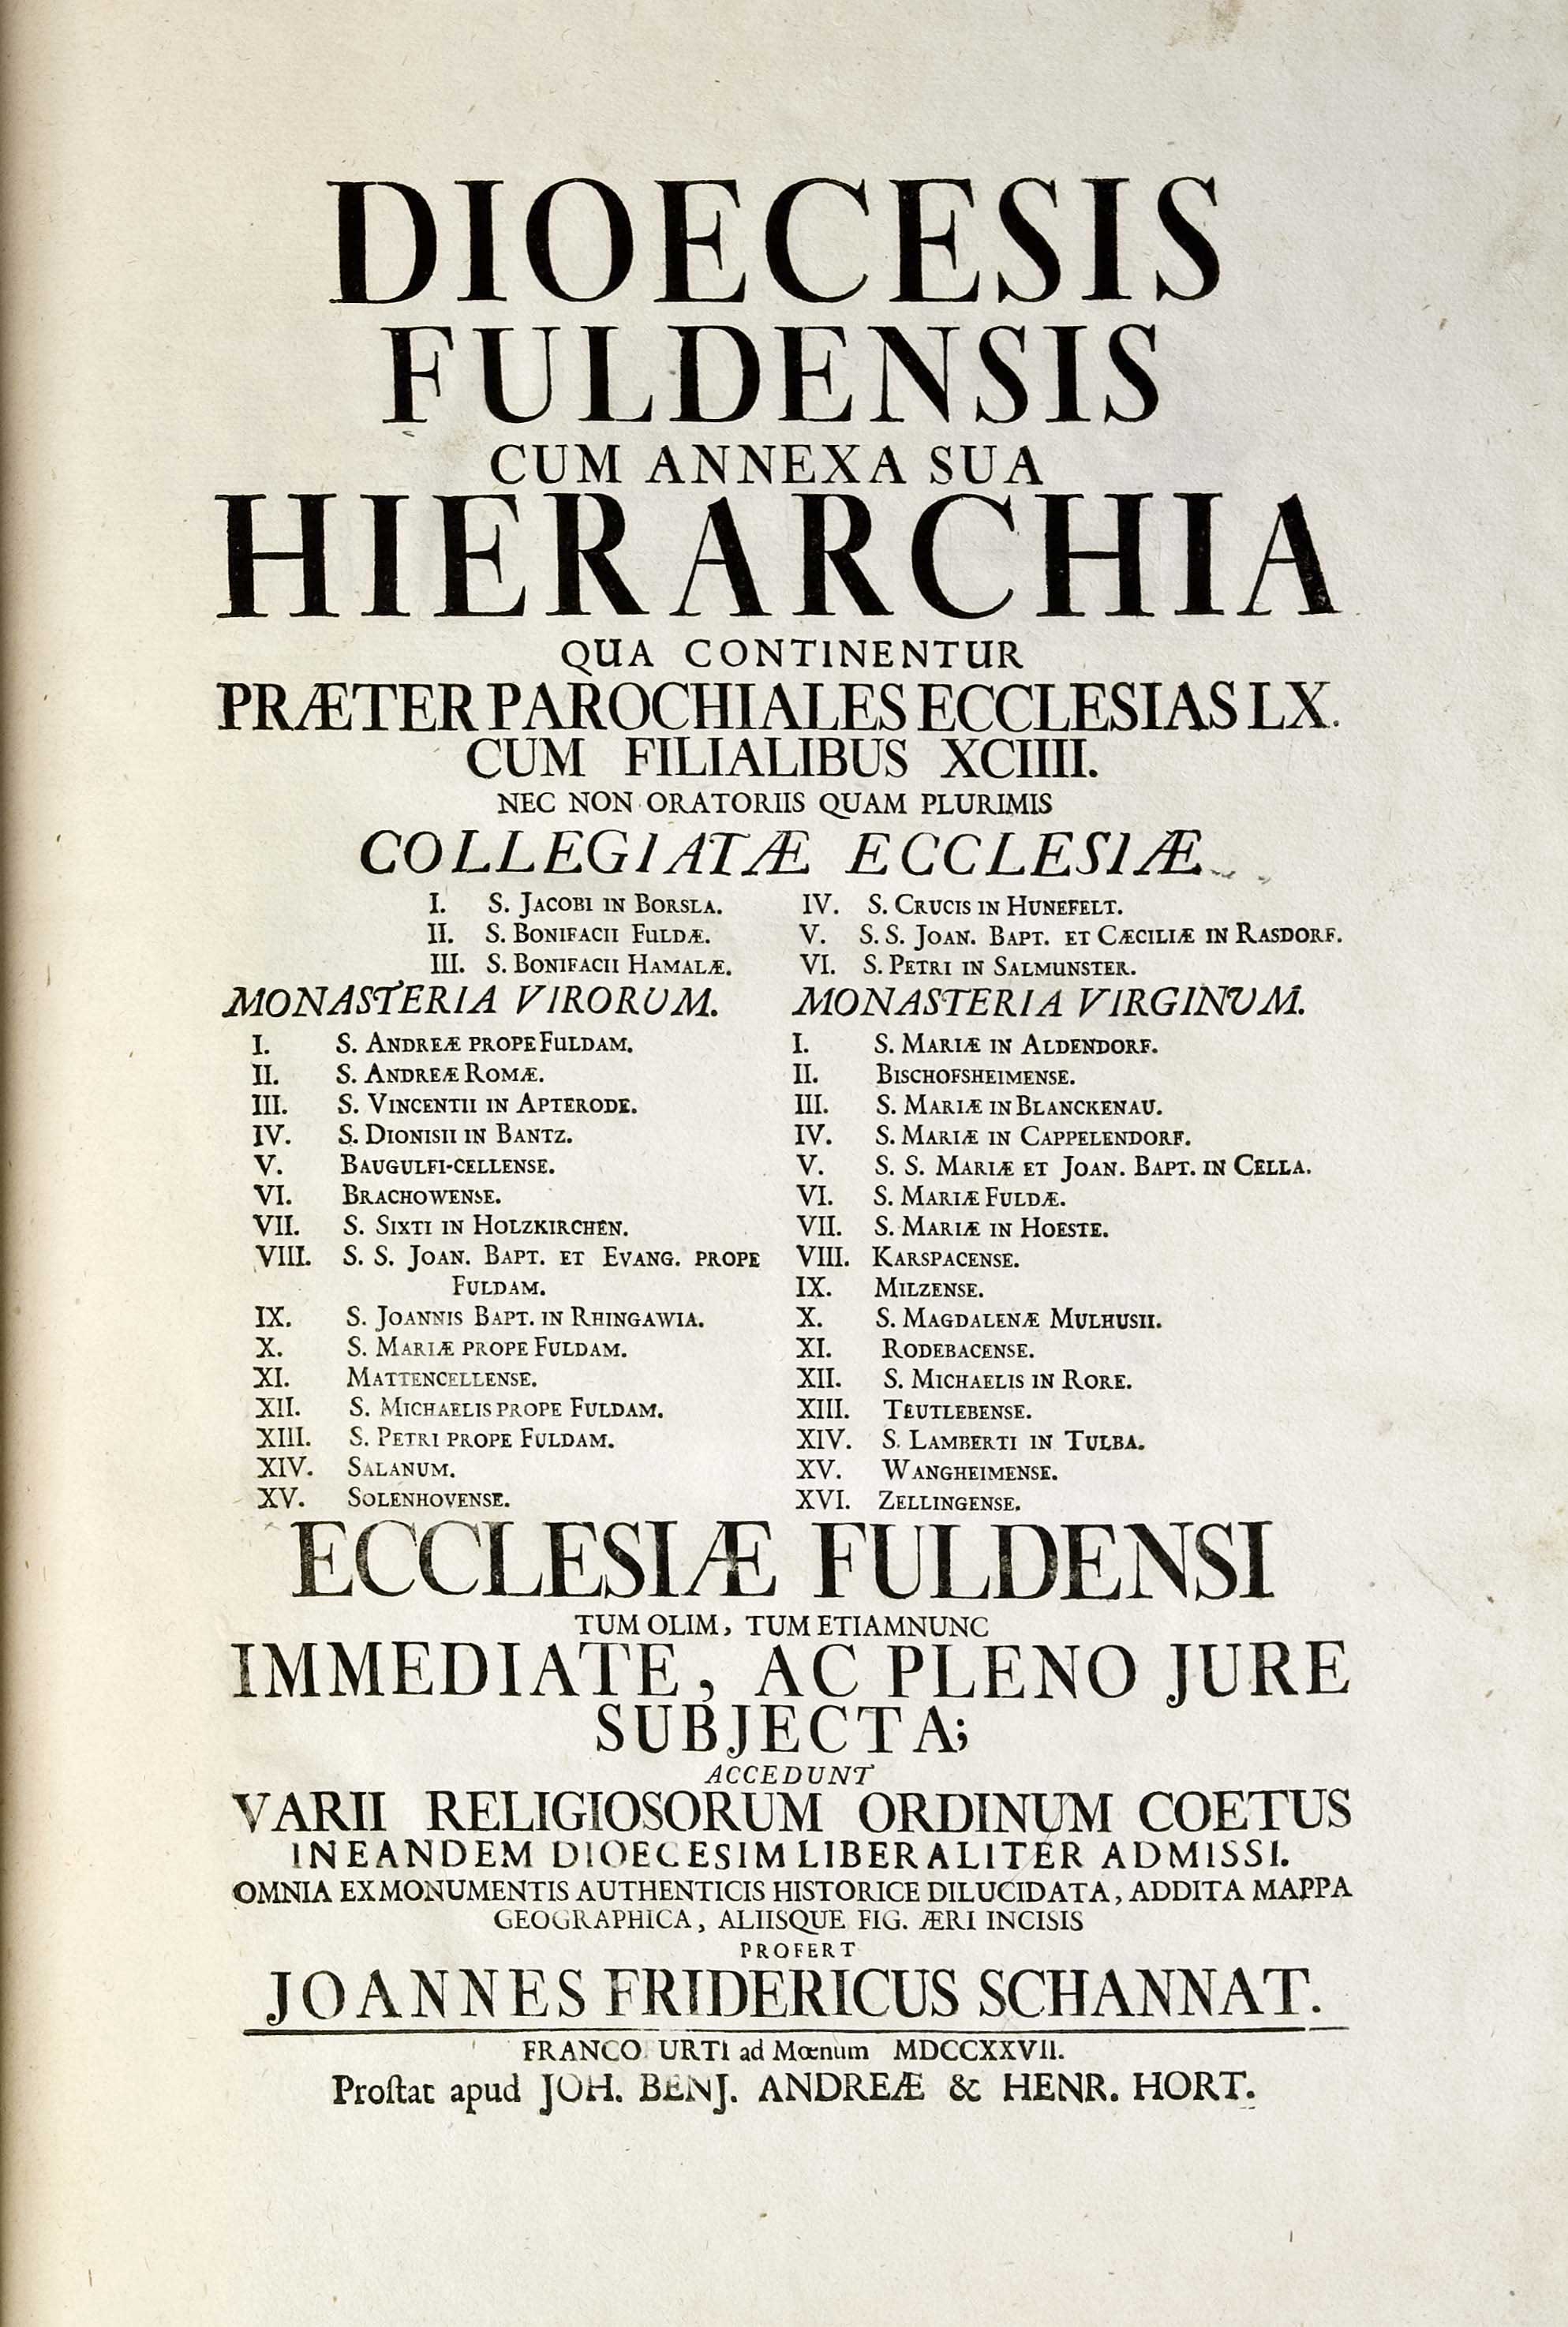 DIOECESIS
FULDENSIS
CUM ANNEXA SUA
HIERARCHIA
QUA CONTINENTUR
PRÆTER PAROCHIALES ECCLESIAS LX.
CUM FILIALIBUS XCIIII.
NEC NON ORATORIIS QUAM PLURIMIS
COLLEGIATÆ ECCLESIÆ
I. S. JACOBI IN BORSLA.
II. S. BONIFACII FULDÆ.
III. S. BONIFACII HAMALÆ.
IV. S. CRUCIS IN HUNEFELT.
V. S. S. JOAN. BAPT. ET CÆCILIÆ IN RASDORF.
VI. S. PETRI IN SALMUNSTER.
MONASTERIA VIRORUM.
I. S. ANDREÆ PROPE FULDAM.
II. S. ANDREÆ ROMÆ.
III. S. VINCENTII IN APTERODE.
IV. S. DIONISII IN BANTZ.
V. BAUGULFI-CELLENSE.
VI. BRACHOWENSE.
VII. S. SIXTI IN HOLZKIRCHEN.
VIII. S. S. JOAN. BAPT. ET EVANG. PROPE
FULDAM.
IX. S. JOANNIS BAPT. IN RHINGAWIA.
X. S. MARIÆ PROPE FULDAM.
XI. MATTENCELLENSE.
XII. S. MICHAELIS PROPE FULDAM.
XIII. S. PETRI PROPE FULDAM.
XIV. SALANUM.
XV. SOLENHOVENSE.
MONASTERIA VIRGINUM.
I. S. MARIÆ IN ALDENDORF.
II. BISCHOFSHEIMENSE.
III. S. MARIÆ IN BLANCKENAU.
IV. S. MARIÆ IN CAPPELENDORF.
V. S. S. MARIÆ ET JOAN. BAPT. IN CELLA.
VI. S. MARIÆ FULDÆ.
VII. S. MARIÆ IN HOESTE.
VIII. KARSPACENSE.
IX. MILZENSE.
X. S. MAGDALENÆ MULHUSII.
XI. RODEBACENSE.
XII. S. MICHAELIS IN RORE.
XIII. TEUTLEBENSE.
XIV. S. LAMBERTI IN TULBA.
XV. WANGHEIMENSE.
XVI. ZELLINGENSE.
ECCLESIÆ FULDENSI
TUM OLIM, TUM ETIAMNUNC
IMMEDIATE, AC PLENO JURE
SUBJECTA;
ACCEDUNT
VARII RELIGIOSORUM ORDINUM COETUS
IN EANDEM DIOECESIM LIBERALITER ADMISSI.
OMNIA EX MONUMENTIS AUTHENTICIS HISTORICE DILUCIDATA, ADDITA MAPPA
GEOGRAPHICA, ALIISQUE FIG. ÆRI INCISIS
PROFERT
JOANNES FRIDERICUS SCHANNAT.
FRANCOFURTI ad Mœnum MDCCXXVII.
Proſtat apud JOH. BENJ. ANDREÆ & HENR. HORT.